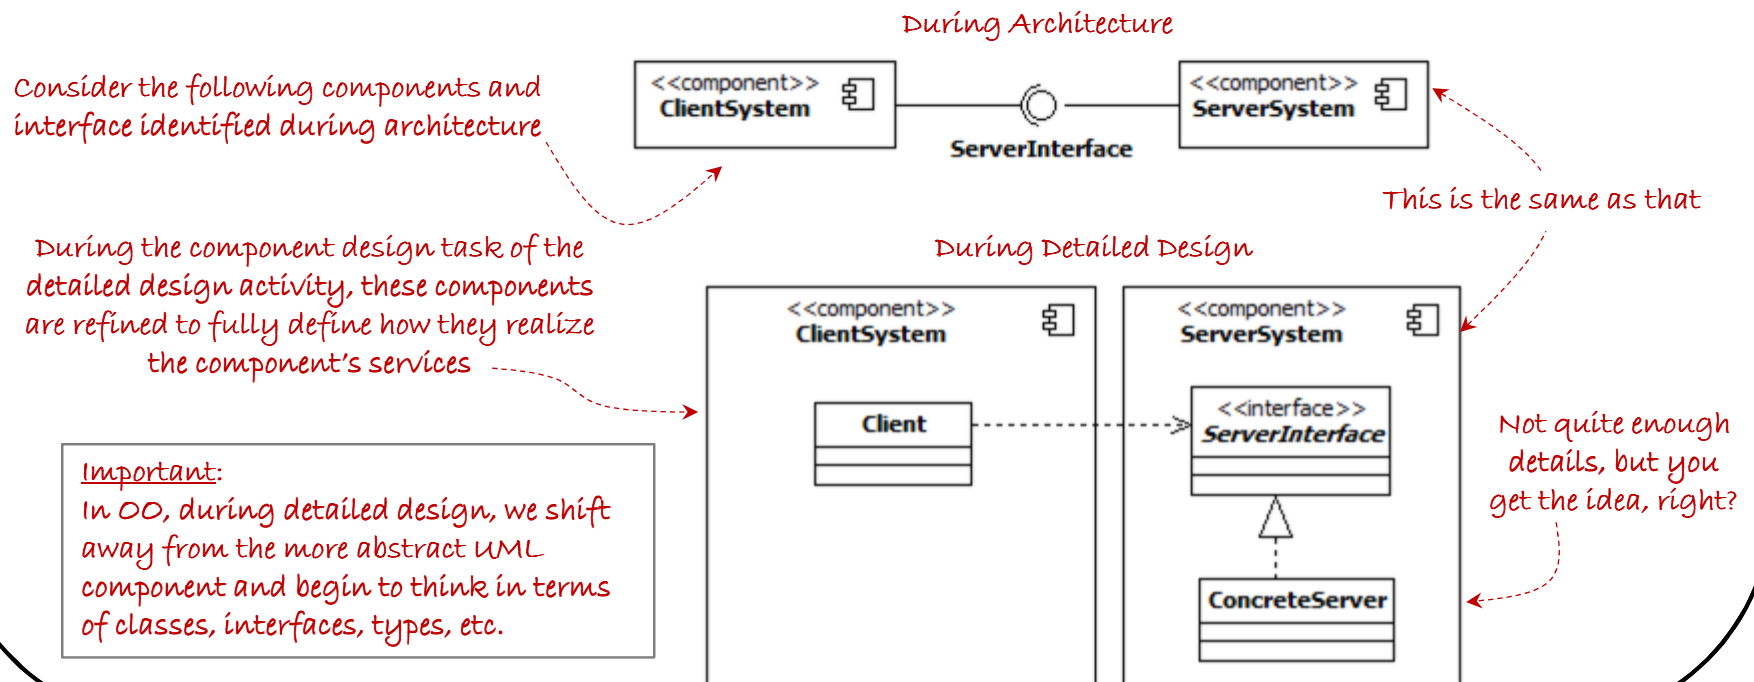 During Architecture
Consider the following components and
interface identified during architecture
<<component>>
ClientSystem
ServerInterface
<<component>>
ServerSystem
This is the same as that
During the component design task of the
detailed design activity, these components
are refined to fully define how they realize
the component's services
During Detailed Design
<<component>>
ClientSystem
Client
<<component>>
ServerSystem
<<interface>>
ServerInterface
ConcreteServer
Not quite enough
details, but you
get the idea, right?
Important:
In OO, during detailed design, we shift
away from the more abstract UML
component and begin to think in terms
of classes, interfaces, types, etc.